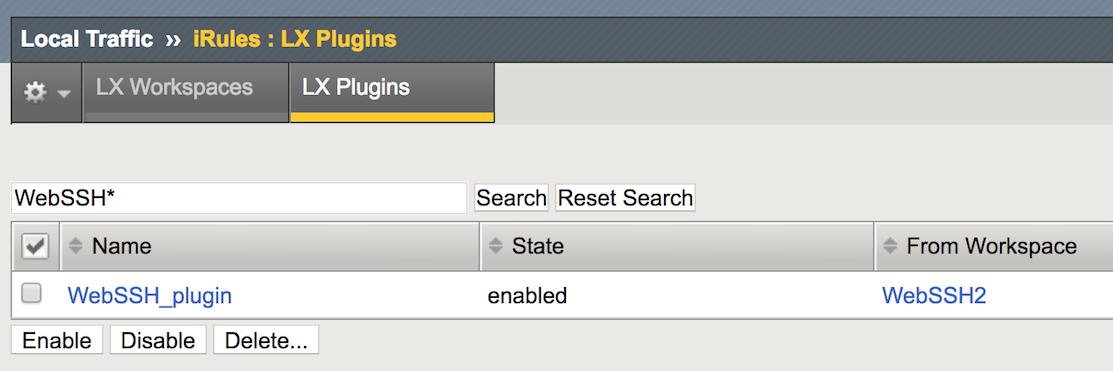 Local Traffic ›› iRules : LX Plugins
LX Workspaces LX Plugins
WebSSH* Search Reset Search
Name State From Workspace
WebSSH_plugin enabled WebSSH2
Enable Disable Delete...